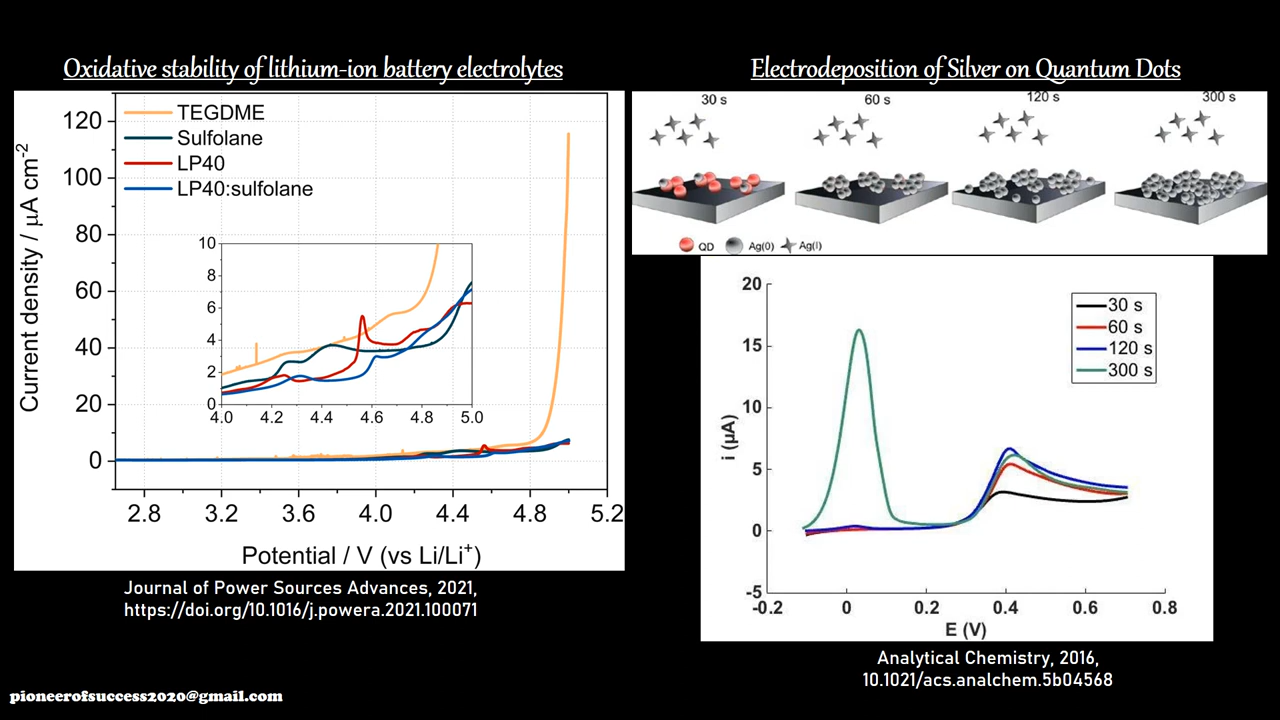 Oxidative stability of lithium-ion battery electrolytes
Current density / µA cm-2
120
100
80
60
40
20
0
TEGDME
Sulfolane
LP40
LP40:sulfolane
10
8
6
4
2
0
4.0 4.2 4.4 4.6 4.8 5.0
2.8 3.2 3.6 4.0 4.4 4.8 5.2
Potential / V (vs Li/Li+)
Journal of Power Sources Advances, 2021,
https://doi.org/10.1016/j.powera.2021.100071
Electrodeposition of Silver on Quantum Dots
30 s 60 s 120 s 300 s
QD Ag(0) Ag(I)
i (µA)
20
15
10
5
0
-5
30 s
60 s
120 s
300 s
-0.2 0 0.2 0.4 0.6 0.8
E (V)
Analytical Chemistry, 2016,
10.1021/acs.analchem.5b04568
pioneerofsuccess2020@gmail.com